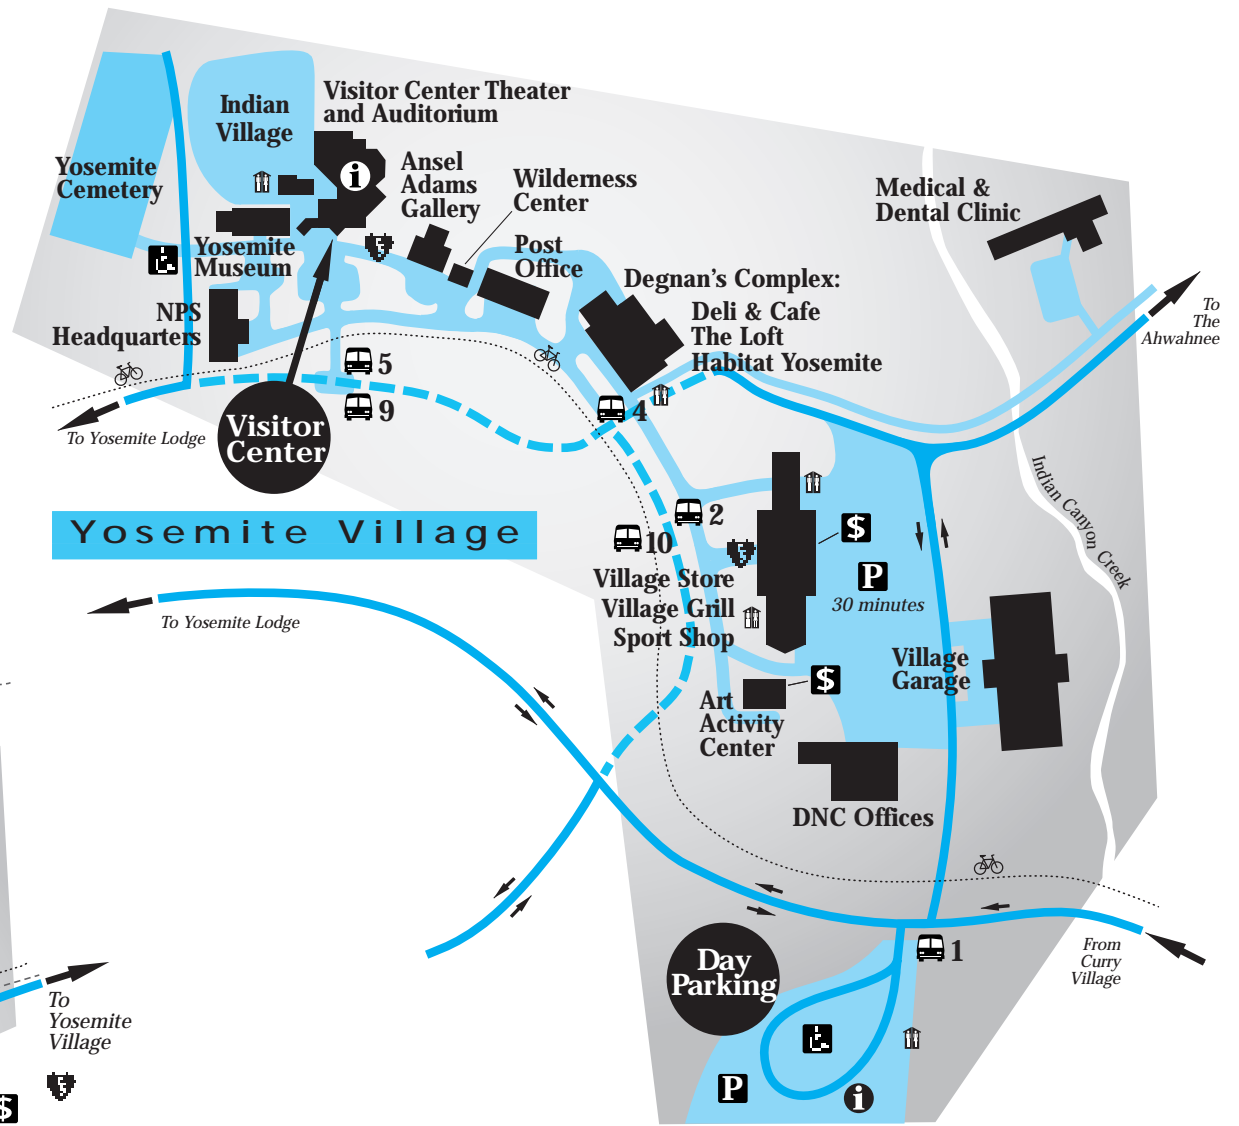 Visitor Center Theater
and Auditorium
Indian
Village
i
Yosemite
Cemetery
Ansel
Adams
Gallery
Wilderness
Center
Medical &
Dental Clinic
Yosemite
Museum
Post
Office
Degnan's Complex:
Deli & Cafe
The Loft
Habitat Yosemite
NPS
Headquarters
To
The
Ahwahnee
5
9
4
To Yosemite Lodge
Visitor
Center
Yosemite Village
2
10
$
Indian Canyon Creek
Village Store
Village Grill
Sport Shop
P
30 minutes
To Yosemite Lodge
Village
Garage
$
Art
Activity
Center
DNC Offices
1
From
Curry
Village
Day
Parking
To
Yosemite
Village
P
i
$